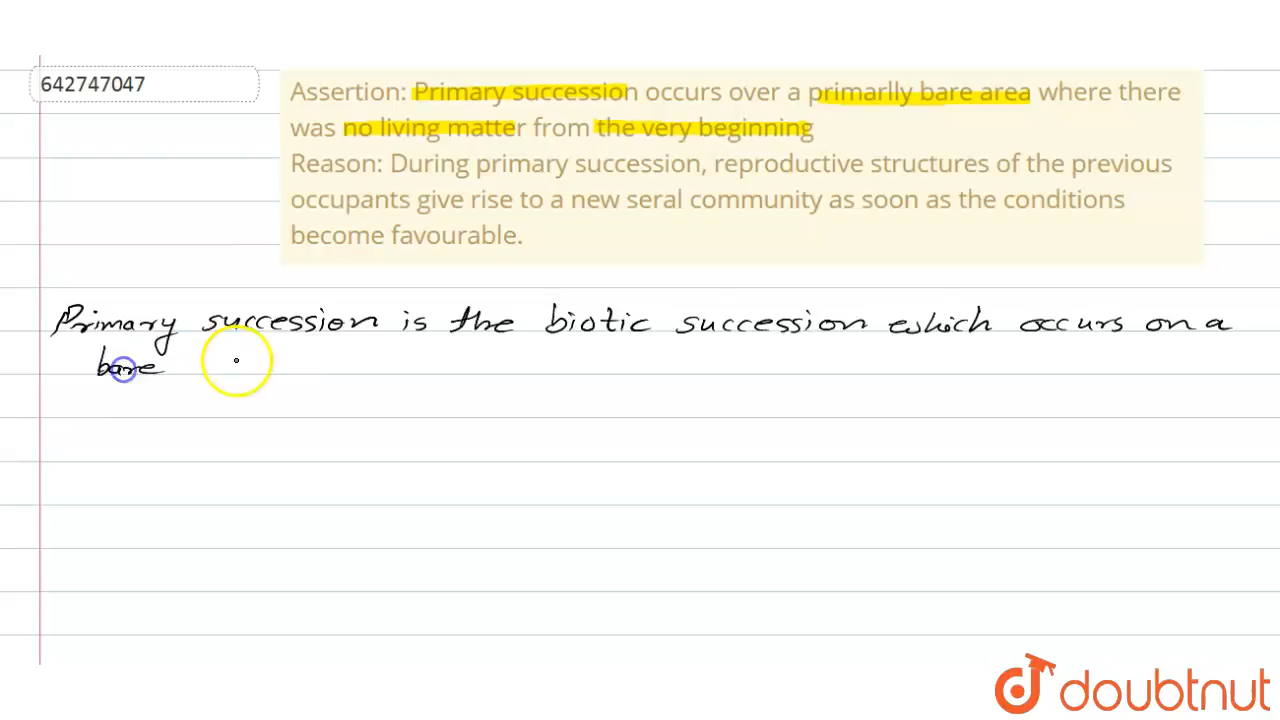 642747047
Assertion: Primary succession occurs over a primarlly bare area where there
was no living matter from the very beginning
Reason: During primary succession, reproductive structures of the previous
occupants give rise to a new seral community as soon as the conditions
become favourable.
Primary succession is the biotic succession which occurs on a
bare
doubtnut